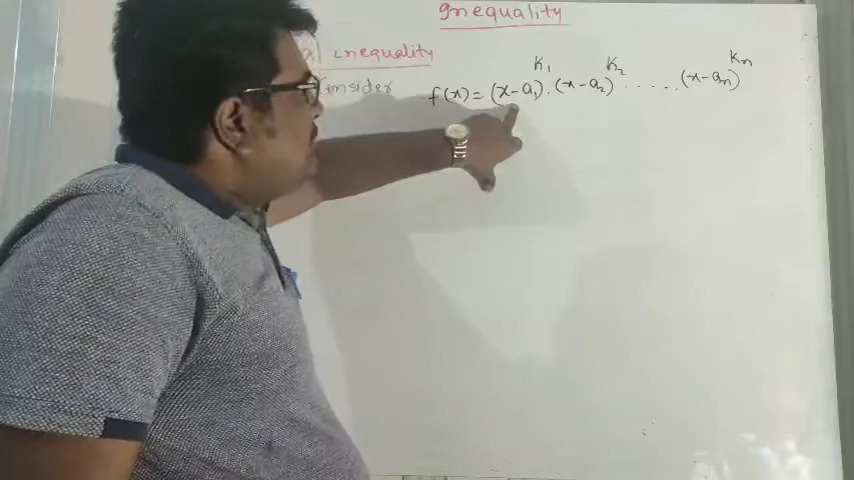 Inequality
al Inequality
Consider f(x) = (x-a₁)^K₁ . (x-a₂)^K₂ ...... (x-aₙ)^Kₙ